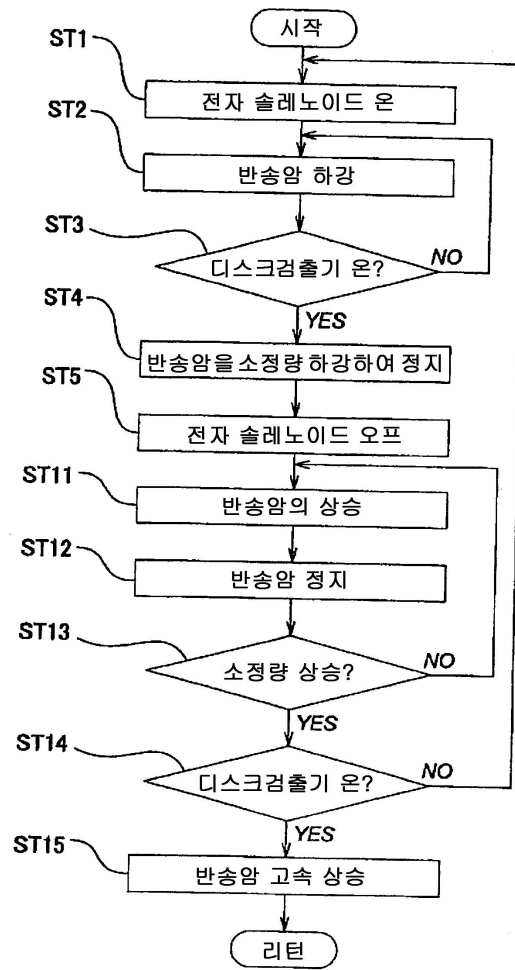 시작
ST1
전자 솔레노이드 온
ST2
반송암 하강
ST3
디스크검출기 온?
NO
YES
ST4
반송암을 소정량 하강하여 정지
ST5
전자 솔레노이드 오프
ST11
반송암의 상승
ST12
반송암 정지
ST13
소정량 상승?
NO
YES
ST14
디스크검출기 온?
NO
YES
ST15
반송암 고속 상승
리턴